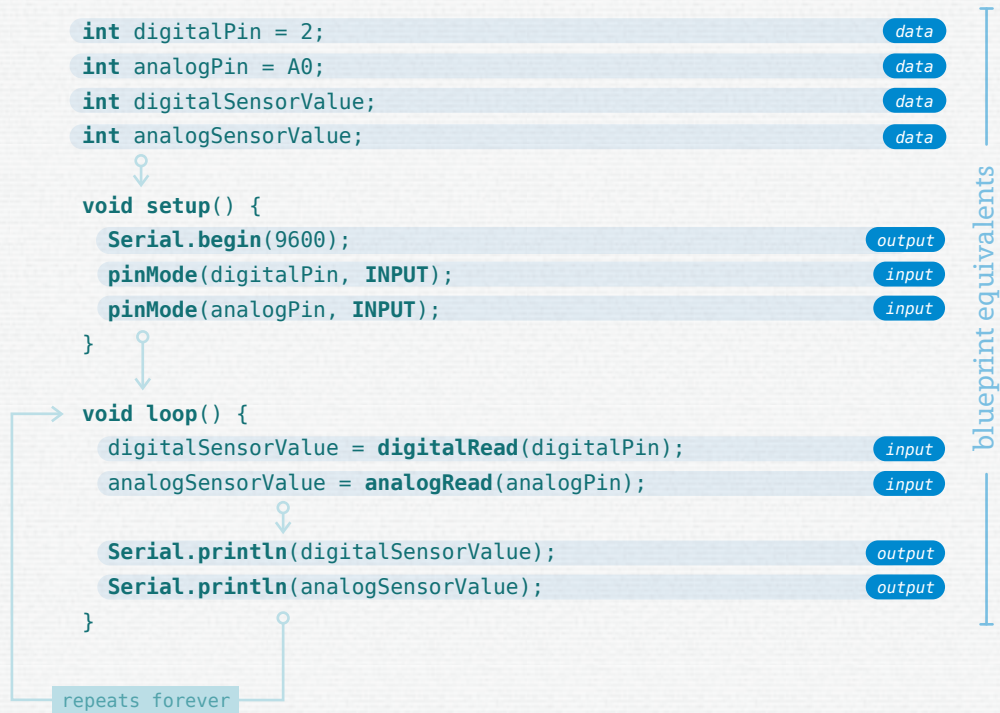 int digitalPin = 2; data
int analogPin = A0; data
int digitalSensorValue; data
int analogSensorValue; data
void setup() {
Serial.begin(9600); output
pinMode(digitalPin, INPUT); input
pinMode(analogPin, INPUT); input
}
void loop() {
digitalSensorValue = digitalRead(digitalPin); input
analogSensorValue = analogRead(analogPin); input
Serial.println(digitalSensorValue); output
Serial.println(analogSensorValue); output
}
repeats forever
blueprint equivalents